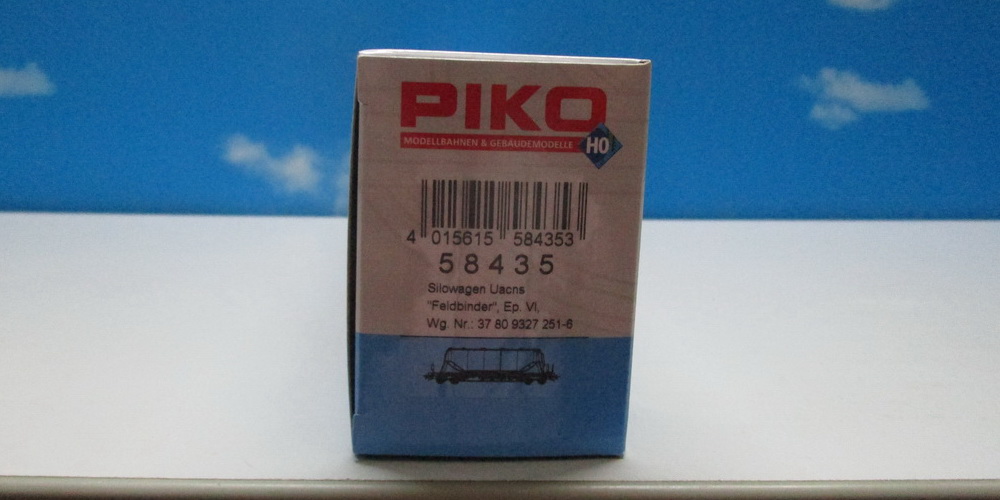 PIKO
MODELLBAHNEN & GEBÄUDEMODELLE
H0
4 015615 584353
58435
Silowagen Uacns
"Feldbinder", Ep. VI,
Wg. Nr.: 37 80 9327 251-6